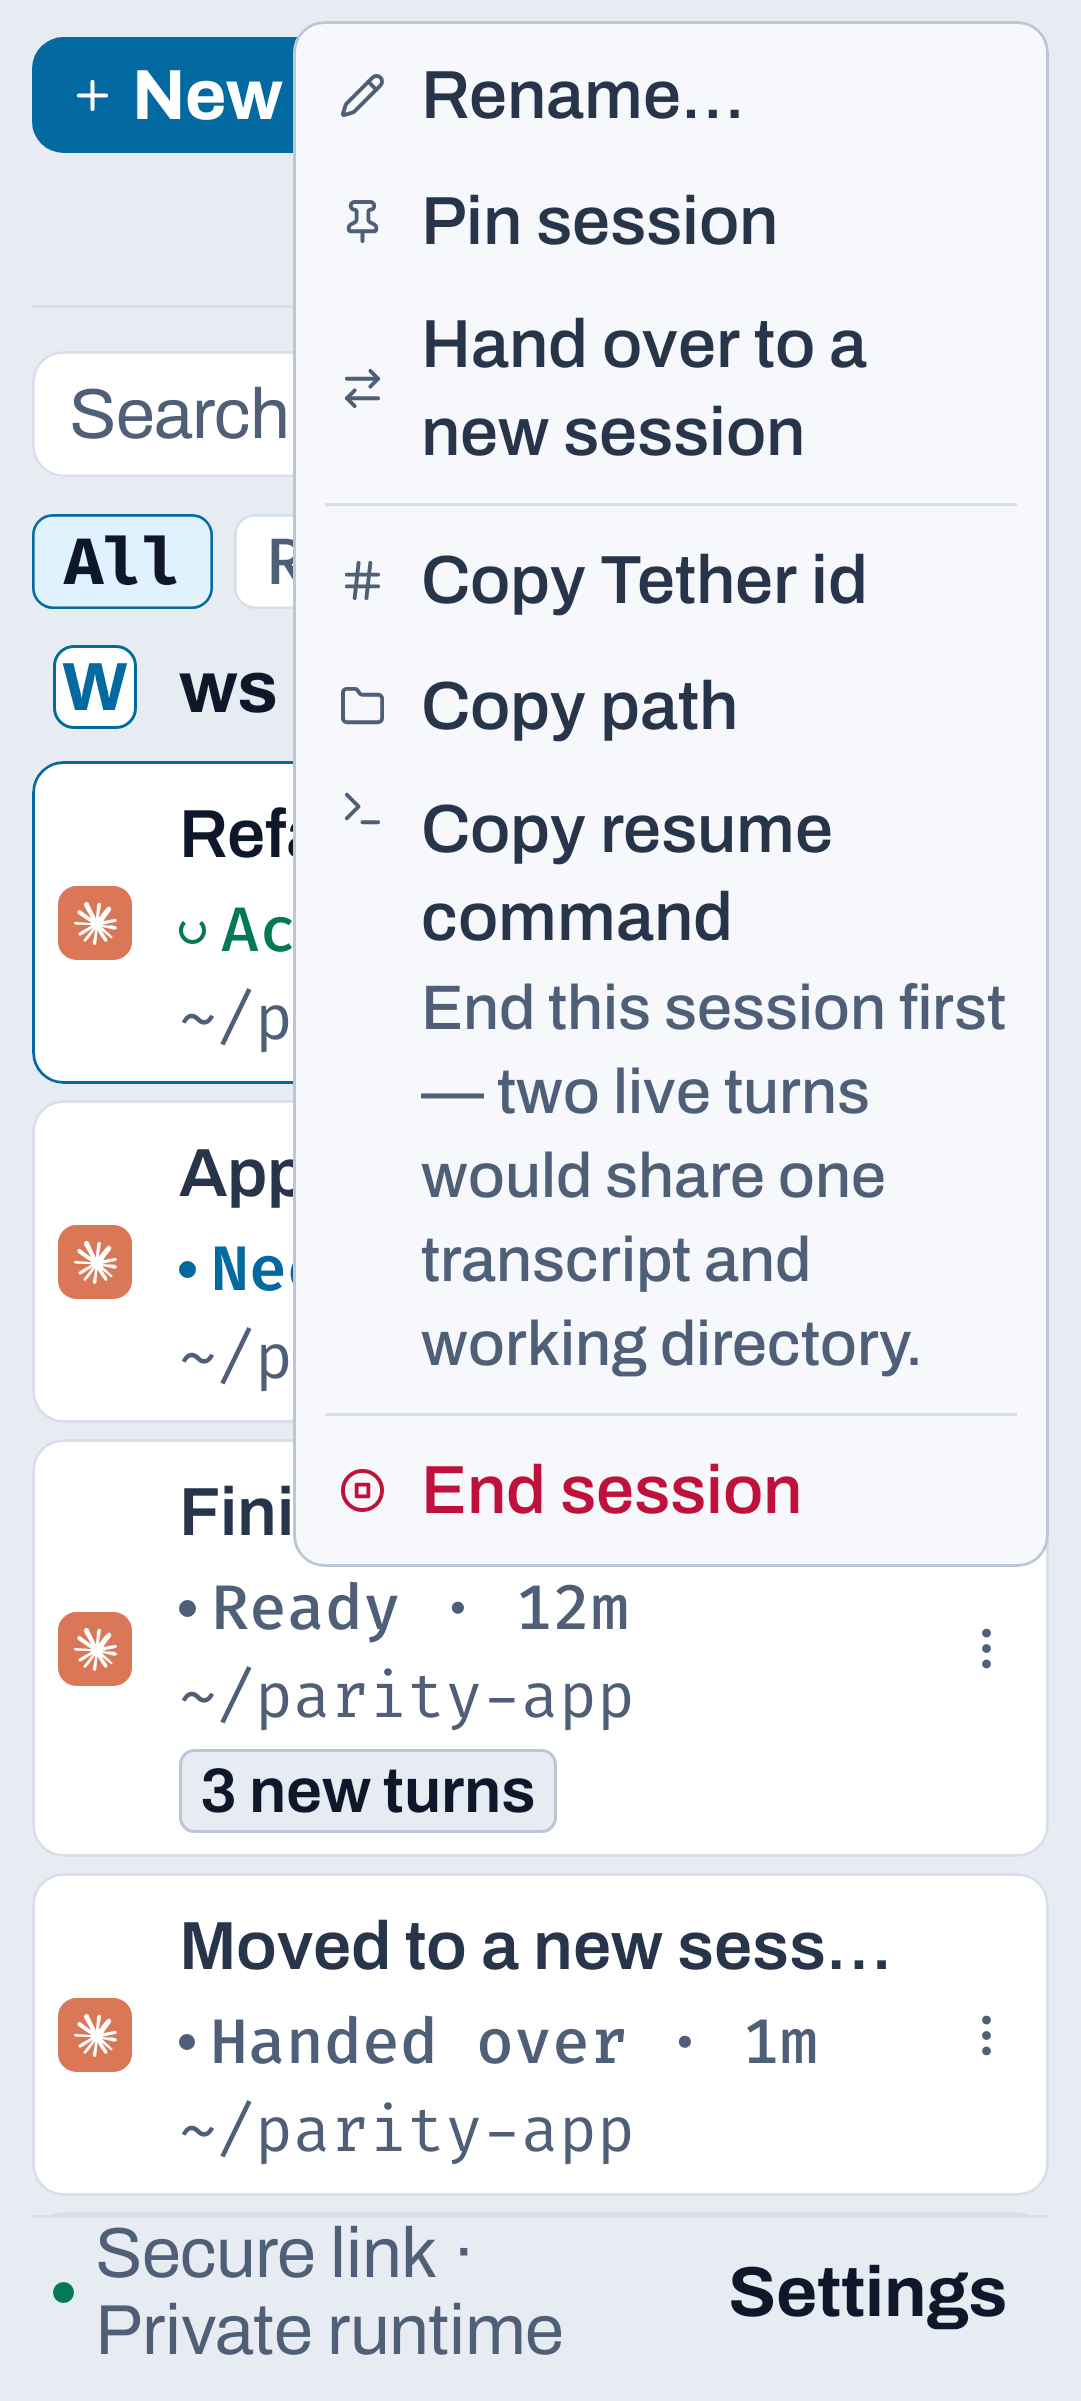 New
Rename…
Pin session
Hand over to a
new session
Search
All
Copy Tether id
W ws
Copy path
Copy resume
command
End this session first
— two live turns
would share one
transcript and
working directory.
~/p
~/p
End session
Ready · 12m
~/parity-app
3 new turns
Moved to a new sess…
Handed over · 1m
~/parity-app
Secure link ·
Private runtime
Settings